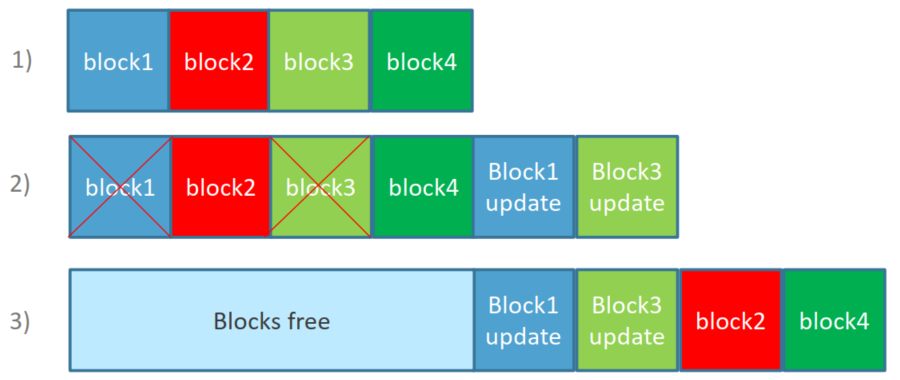 1)
block1
block2
block3
block4
2)
block1
block2
block3
block4
Block1
update
Block3
update
3)
Blocks free
Block1
update
Block3
update
block2
block4